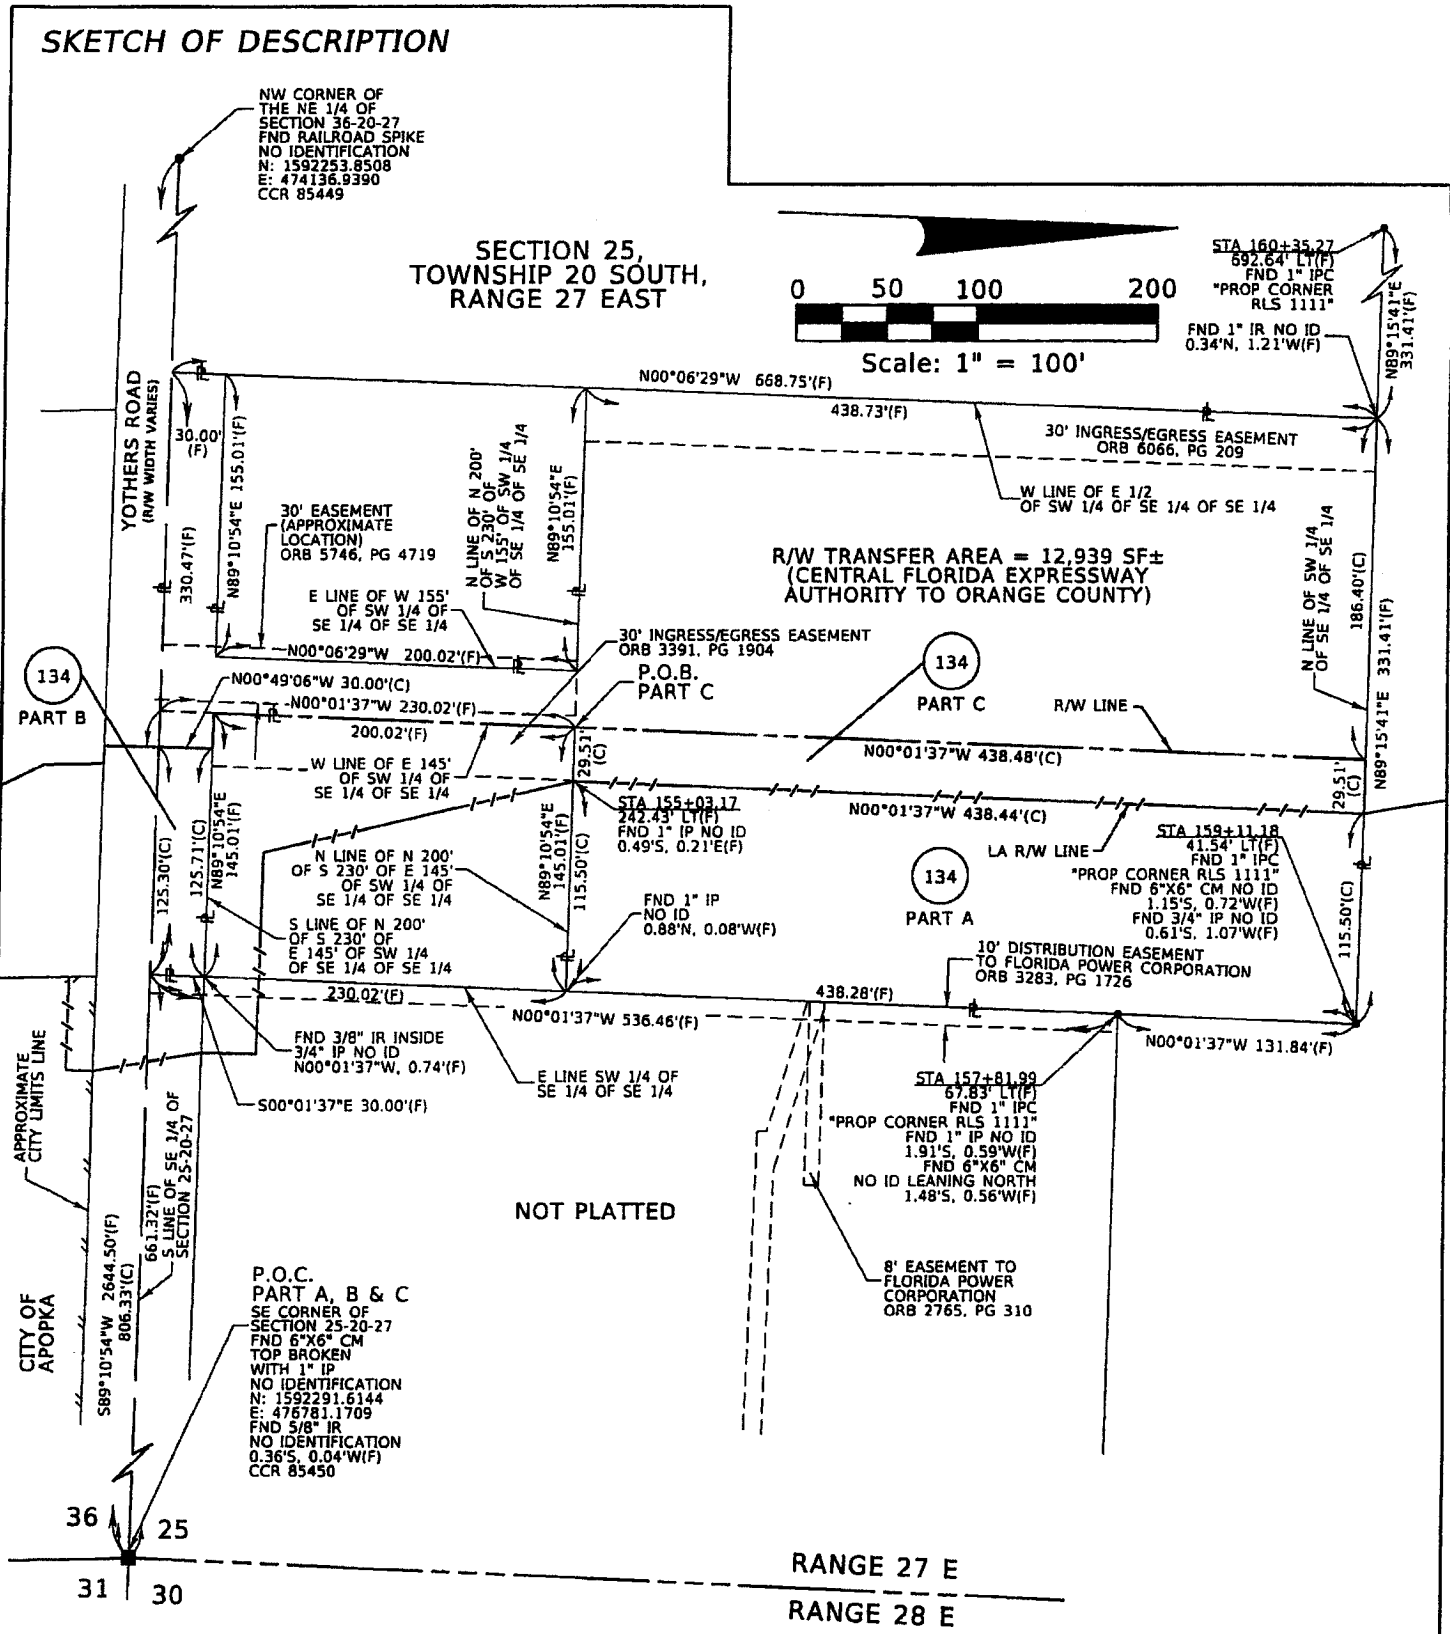 SKETCH OF DESCRIPTION
NW CORNER OF
THE NE 1/4 OF
SECTION 36-20-27
FND RAILROAD SPIKE
NO IDENTIFICATION
N: 1592253.8508
E: 474136.9390
CCR 85449
SECTION 25,
TOWNSHIP 20 SOUTH,
RANGE 27 EAST
0 50 100 200
Scale: 1" = 100'
STA 160+35.27
692.64' LT(F)
FND 1" IPC
"PROP CORNER
RLS 1111"
FND 1" IR NO ID
0.34'N, 1.21'W(F)
N89°15'41"E
331.41'(F)
N00°06'29"W 668.75'(F)
438.73'(F)
30' INGRESS/EGRESS EASEMENT
ORB 6066, PG 209
W LINE OF E 1/2
OF SW 1/4 OF SE 1/4 OF SE 1/4
YOTHERS ROAD
(R/W WIDTH VARIES)
30.00'
(F)
330.47'(F)
N89°10'54"E 155.01'(F)
30' EASEMENT
(APPROXIMATE
LOCATION)
ORB 5746, PG 4719
N LINE OF N 200'
OF S 230' OF
W 155' OF SW 1/4
OF SE 1/4 OF SE 1/4
N89°10'54"E
155.01'(F)
E LINE OF W 155'
OF SW 1/4 OF
SE 1/4 OF SE 1/4
N00°06'29"W 200.02'(F)
R/W TRANSFER AREA = 12,939 SF±
(CENTRAL FLORIDA EXPRESSWAY
AUTHORITY TO ORANGE COUNTY)
N LINE OF SW 1/4
OF SE 1/4 OF SE 1/4
186.40'(C)
N89°15'41"E 331.41'(F)
30' INGRESS/EGRESS EASEMENT
ORB 3391, PG 1904
P.O.B.
PART C
134
PART C
R/W LINE
134
PART B
N00°49'06"W 30.00'(C)
N00°01'37"W 230.02'(F)
200.02'(F)
29.51'
(C)
N00°01'37"W 438.48'(C)
W LINE OF E 145'
OF SW 1/4 OF
SE 1/4 OF SE 1/4
STA 155+03.17
242.43' LT(F)
FND 1" IP NO ID
0.49'S, 0.21'E(F)
N00°01'37"W 438.44'(C)
LA R/W LINE
29.51'
(C)
STA 159+11.18
41.54' LT(F)
FND 1" IPC
"PROP CORNER RLS 1111"
FND 6"X6" CM NO ID
1.15'S, 0.72'W(F)
FND 3/4" IP NO ID
0.61'S, 1.07'W(F)
115.50'(C)
134
PART A
125.30'(C)
125.71'(C)
N89°10'54"E
145.01'(F)
N LINE OF N 200'
OF S 230' OF E 145'
OF SW 1/4 OF
SE 1/4 OF SE 1/4
N89°10'54"E
145.01'(F)
115.50'(C)
FND 1" IP
NO ID
0.88'N, 0.08'W(F)
S LINE OF N 200'
OF S 230' OF
E 145' OF SW 1/4
OF SE 1/4 OF SE 1/4
10' DISTRIBUTION EASEMENT
TO FLORIDA POWER CORPORATION
ORB 3283, PG 1726
230.02'(F)
438.28'(F)
N00°01'37"W 536.46'(F)
N00°01'37"W 131.84'(F)
FND 3/8" IR INSIDE
3/4" IP NO ID
N00°01'37"W, 0.74'(F)
E LINE SW 1/4 OF
SE 1/4 OF SE 1/4
S00°01'37"E 30.00'(F)
STA 157+81.99
67.83' LT(F)
FND 1" IPC
"PROP CORNER RLS 1111"
FND 1" IP NO ID
1.91'S, 0.59'W(F)
FND 6"X6" CM
NO ID LEANING NORTH
1.48'S, 0.56'W(F)
APPROXIMATE
CITY LIMITS LINE
661.32'(F)
S LINE OF SE 1/4 OF
SECTION 25-20-27
S89°10'54"W 2644.50'(F)
806.33'(C)
NOT PLATTED
8' EASEMENT TO
FLORIDA POWER
CORPORATION
ORB 2765, PG 310
CITY OF
APOPKA
P.O.C.
PART A, B & C
SE CORNER OF
SECTION 25-20-27
FND 6"X6" CM
TOP BROKEN
WITH 1" IP
NO IDENTIFICATION
N: 1592291.6144
E: 476781.1709
FND 5/8" IR
NO IDENTIFICATION
0.36'S, 0.04'W(F)
CCR 85450
36 25
31 30
RANGE 27 E
RANGE 28 E